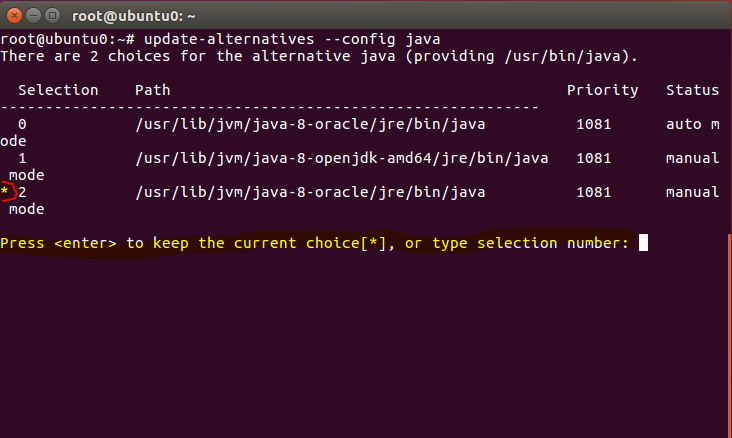 root@ubuntu0: ~
root@ubuntu0:~# update-alternatives --config java
There are 2 choices for the alternative java (providing /usr/bin/java).
  Selection    Path                                            Priority   Status
------------------------------------------------------------
  0            /usr/lib/jvm/java-8-oracle/jre/bin/java          1081      auto m
ode
  1            /usr/lib/jvm/java-8-openjdk-amd64/jre/bin/java   1081      manual
 mode
* 2            /usr/lib/jvm/java-8-oracle/jre/bin/java          1081      manual
 mode
Press <enter> to keep the current choice[*], or type selection number: